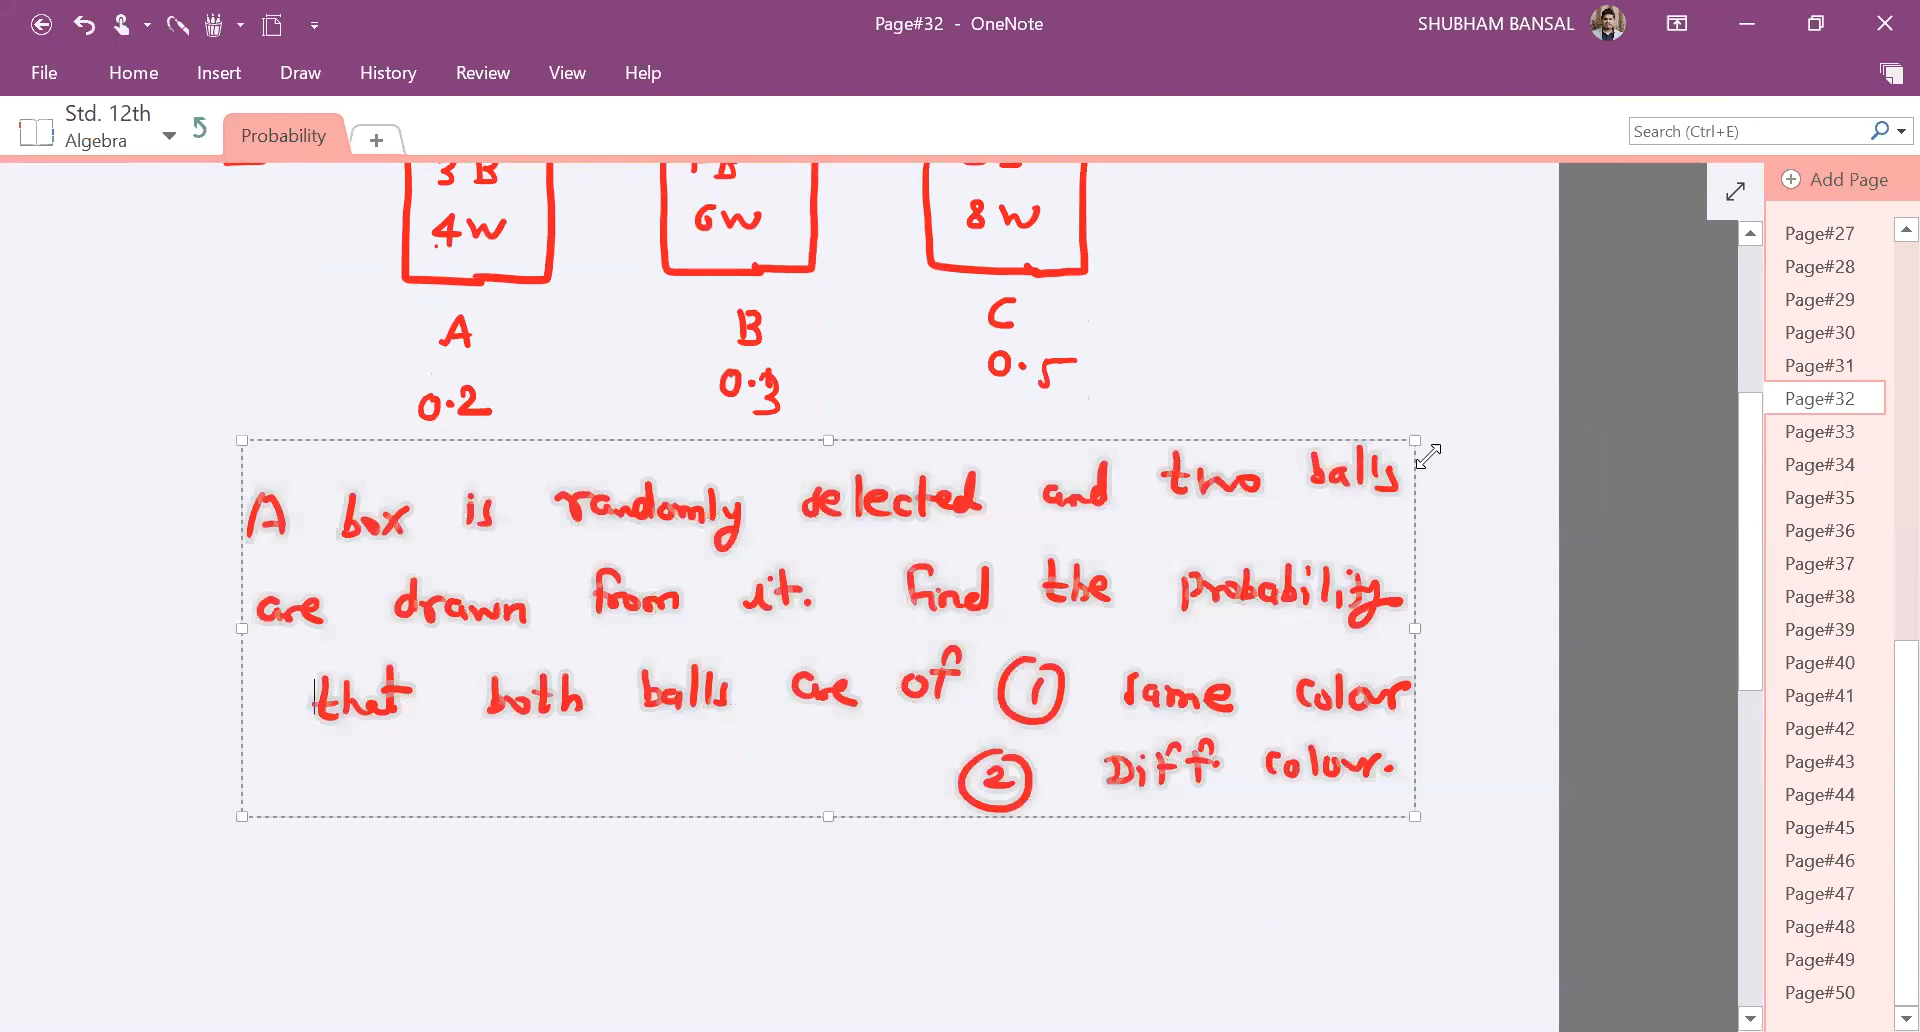 Page#32 - OneNote
SHUBHAM BANSAL
File Home Insert Draw History Review View Help
Std. 12th
Algebra
Probability
Search (Ctrl+E)
Add Page
3 B
4 W
6 W
8 W
A
B
C
0.2
0.3
0.5
A box is randomly selected and two balls
are drawn from it. Find the probability
that both balls are of ① same colour
② Diff. colour.
Page#27
Page#28
Page#29
Page#30
Page#31
Page#32
Page#33
Page#34
Page#35
Page#36
Page#37
Page#38
Page#39
Page#40
Page#41
Page#42
Page#43
Page#44
Page#45
Page#46
Page#47
Page#48
Page#49
Page#50